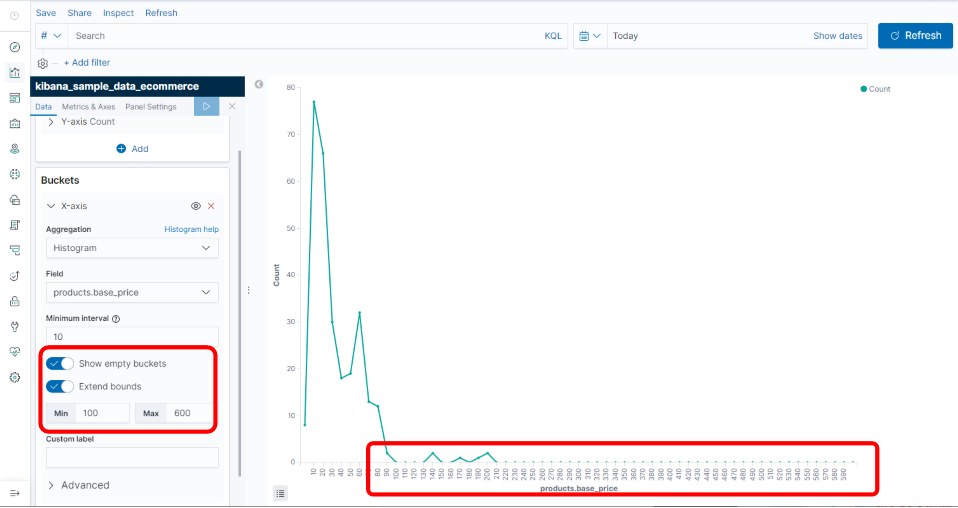 Save Share Inspect Refresh
# Search KQL Today Show dates Refresh
+ Add filter
kibana_sample_data_ecommerce
Data Metrics & Axes Panel Settings
Y-axis Count
Add
Buckets
X-axis
Aggregation Histogram help
Histogram
Field
products.base_price
Minimum interval
10
Show empty buckets
Extend bounds
Min 100 Max 600
Custom label
Advanced
80
70
60
50
40
30
20
10
0
Count
Count
10 20 30 40 50 60 70 80 90 100 110 120 130 140 150 160 170 180 190 200 210 220 230 240 250 260 270 280 290 300 310 320 330 340 350 360 370 380 390 400 410 420 430 440 450 460 470 480 490 500 510 520 530 540 550 560 570 580 590
products.base_price